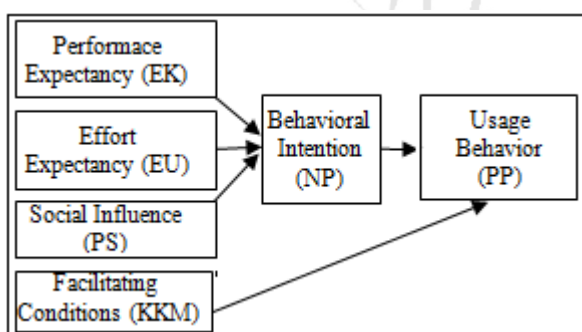 Performace
Expectancy (EK)
Effort
Expectancy (EU)
Social Influence
(PS)
Facilitating
Conditions (KKM)
Behavioral
Intention
(NP)
Usage
Behavior
(PP)